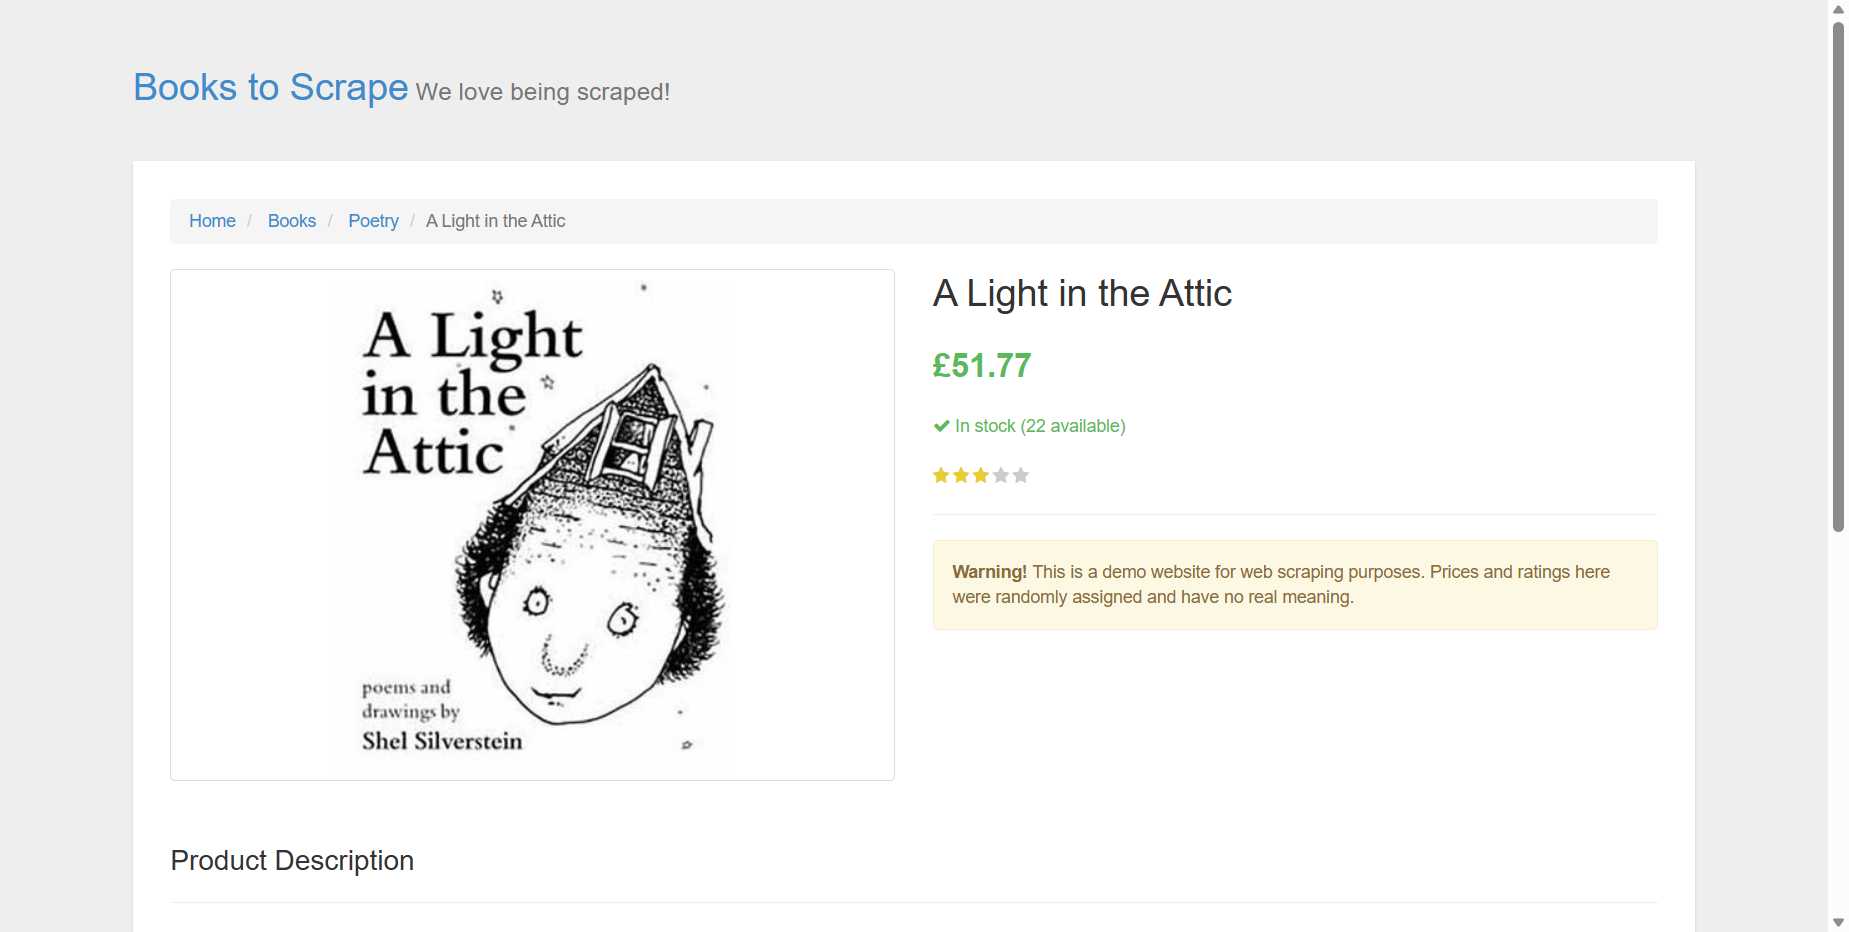 Books to Scrape We love being scraped!
Home / Books / Poetry / A Light in the Attic
A Light
in the
Attic
poems and
drawings by
Shel Silverstein
A Light in the Attic
£51.77
In stock (22 available)
Warning! This is a demo website for web scraping purposes. Prices and ratings here
were randomly assigned and have no real meaning.
Product Description